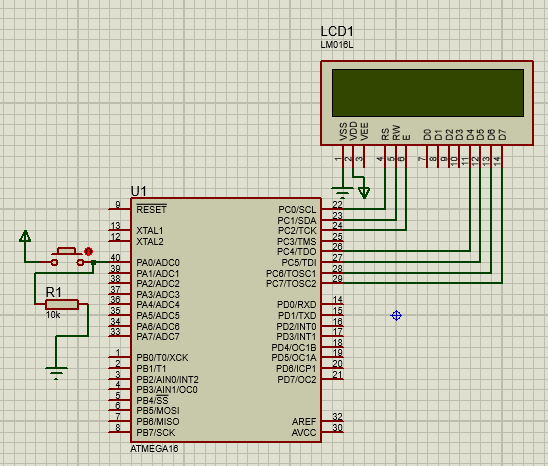 LCD1
LM016L
VSS VDD VEE RS RW E D0 D1 D2 D3 D4 D5 D6 D7
1 2 3 4 5 6 7 8 9 10 11 12 13 14
U1
9 RESET PC0/SCL 22
PC1/SDA 23
13 XTAL1 PC2/TCK 24
12 XTAL2 PC3/TMS 25
PC4/TDO 26
40 PA0/ADC0 PC5/TDI 27
39 PA1/ADC1 PC6/TOSC1 28
38 PA2/ADC2 PC7/TOSC2 29
37 PA3/ADC3
36 PA4/ADC4 PD0/RXD 14
35 PA5/ADC5 PD1/TXD 15
34 PA6/ADC6 PD2/INT0 16
33 PA7/ADC7 PD3/INT1 17
PD4/OC1B 18
1 PB0/T0/XCK PD5/OC1A 19
2 PB1/T1 PD6/ICP1 20
3 PB2/AIN0/INT2 PD7/OC2 21
4 PB3/AIN1/OC0
5 PB4/SS
6 PB5/MOSI
7 PB6/MISO AREF 32
8 PB7/SCK AVCC 30
ATMEGA16
R1
10k